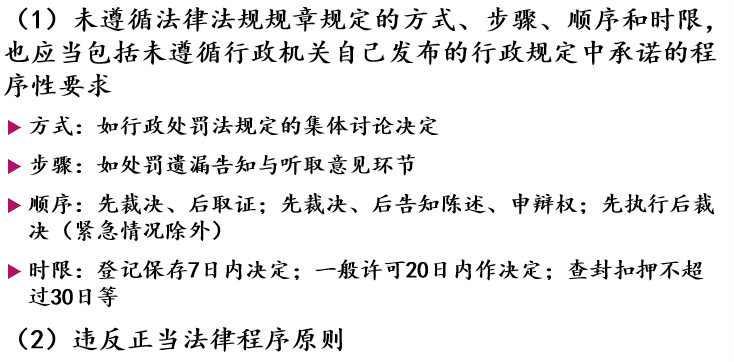 （1）未遵循法律法规规章规定的方式、步骤、顺序和时限，
也应当包括未遵循行政机关自己发布的行政规定中承诺的程
序性要求
方式：如行政处罚法规定的集体讨论决定
步骤：如处罚遗漏告知与听取意见环节
顺序：先裁决、后取证；先裁决、后告知陈述、申辩权；先执行后裁
决（紧急情况除外）
时限：登记保存7日内决定；一般许可20日内作决定；查封扣押不超
过30日等
（2）违反正当法律程序原则